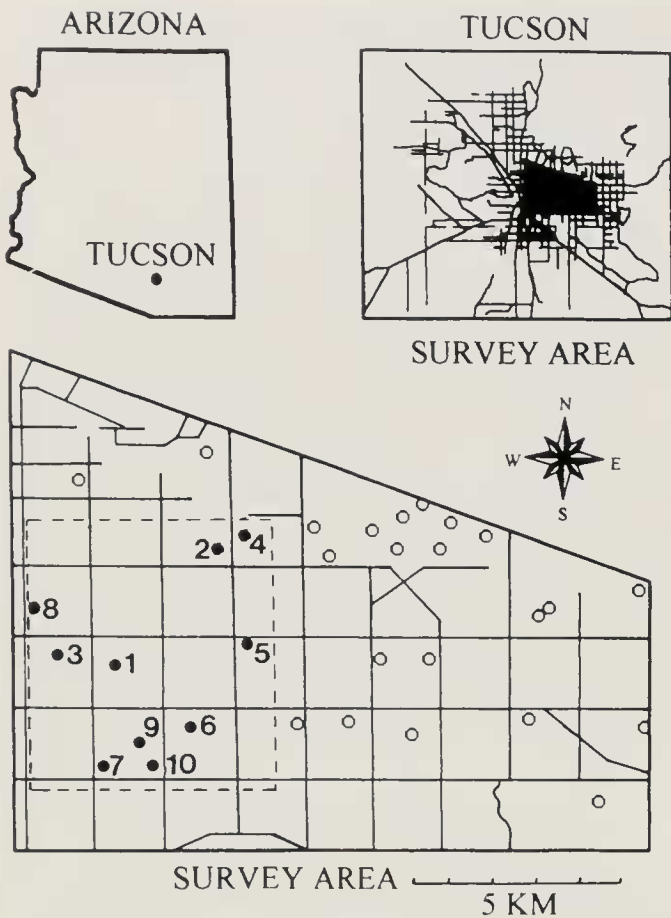 ARIZONA
TUCSON
TUCSON
SURVEY AREA
N
W E
S
2 4
8
3 1 5
9 6
7 10
SURVEY AREA
5 KM